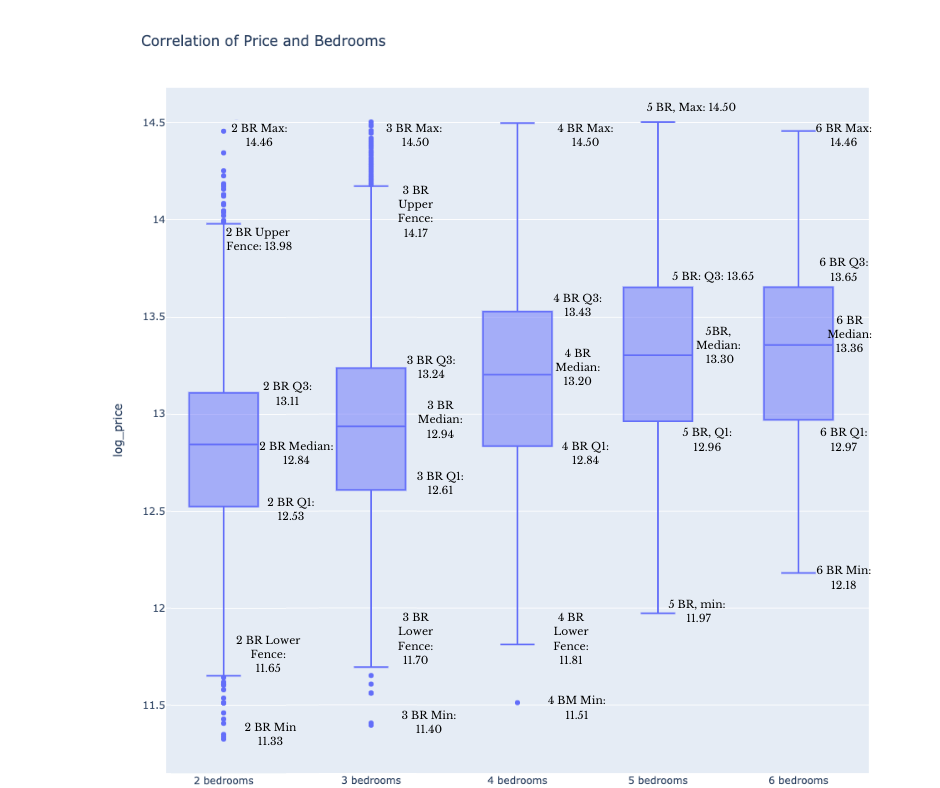 Correlation of Price and Bedrooms
5 BR, Max: 14.50
14.5
2 BR Max:
14.46
3 BR Max:
14.50
4 BR Max:
14.50
6 BR Max:
14.46
3 BR
Upper
Fence:
14.17
14
2 BR Upper
Fence: 13.98
5 BR: Q3: 13.65
6 BR Q3:
13.65
4 BR Q3:
13.43
13.5
6 BR
Median:
13.36
5BR,
Median:
13.30
4 BR
Median:
13.20
3 BR Q3:
13.24
2 BR Q3:
13.11
13
3 BR
Median:
12.94
5 BR, Q1:
12.96
6 BR Q1:
12.97
2 BR Median:
12.84
4 BR Q1:
12.84
3 BR Q1:
12.61
2 BR Q1:
12.53
12.5
log_price
6 BR Min:
12.18
12
5 BR, min:
11.97
3 BR
Lower
Fence:
11.70
4 BR
Lower
Fence:
11.81
2 BR Lower
Fence:
11.65
11.5
4 BM Min:
11.51
3 BR Min:
11.40
2 BR Min
11.33
2 bedrooms
3 bedrooms
4 bedrooms
5 bedrooms
6 bedrooms